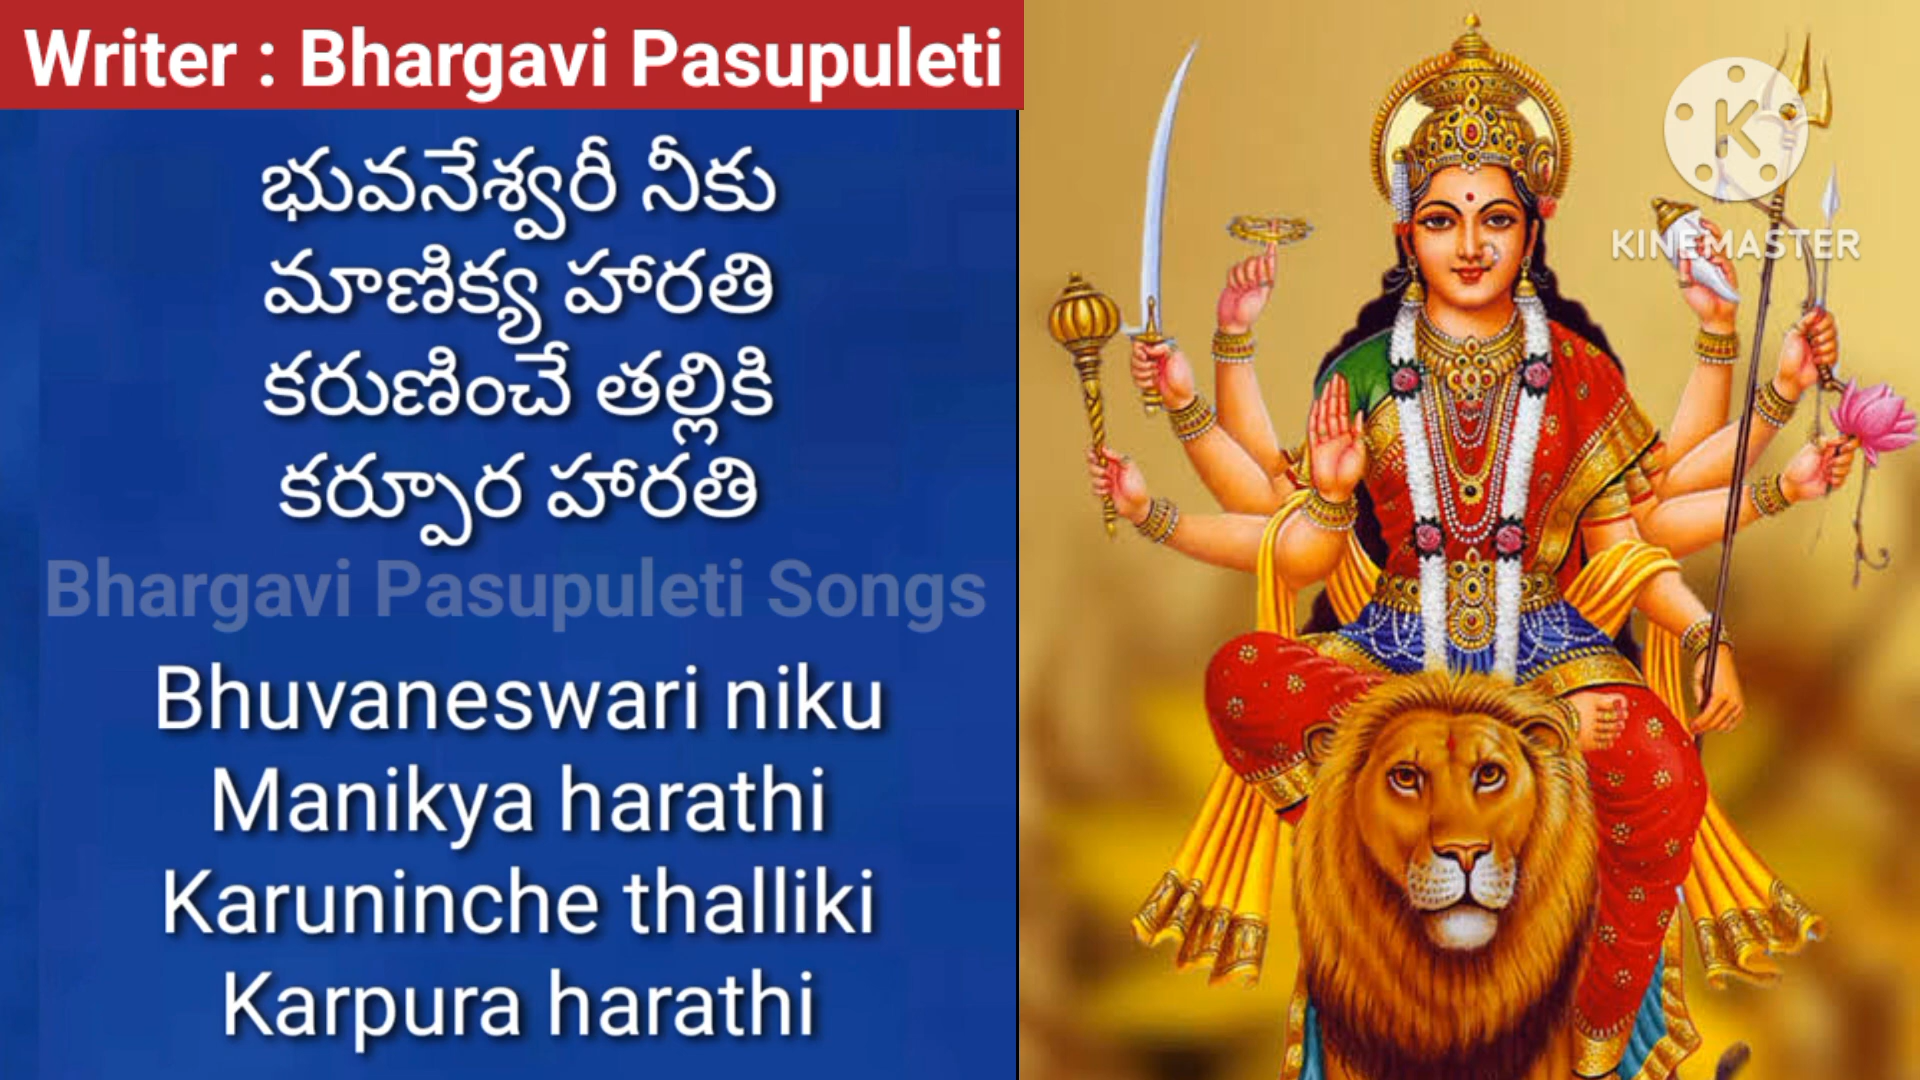 Writer : Bhargavi Pasupuleti
భువనేశ్వరీ నీకు
మాణిక్య హారతి
కరుణించే తల్లికి
కర్పూర హారతి
Bhargavi Pasupuleti Songs
Bhuvaneswari niku
Manikya harathi
Karuninche thalliki
Karpura harathi
K
KINEMASTER